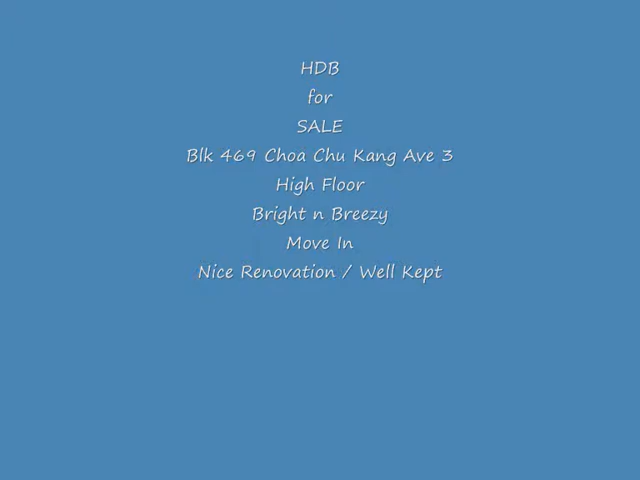 HDB
for
SALE
Blk 469 Choa Chu Kang Ave 3
High Floor
Bright n Breezy
Move In
Nice Renovation / Well Kept